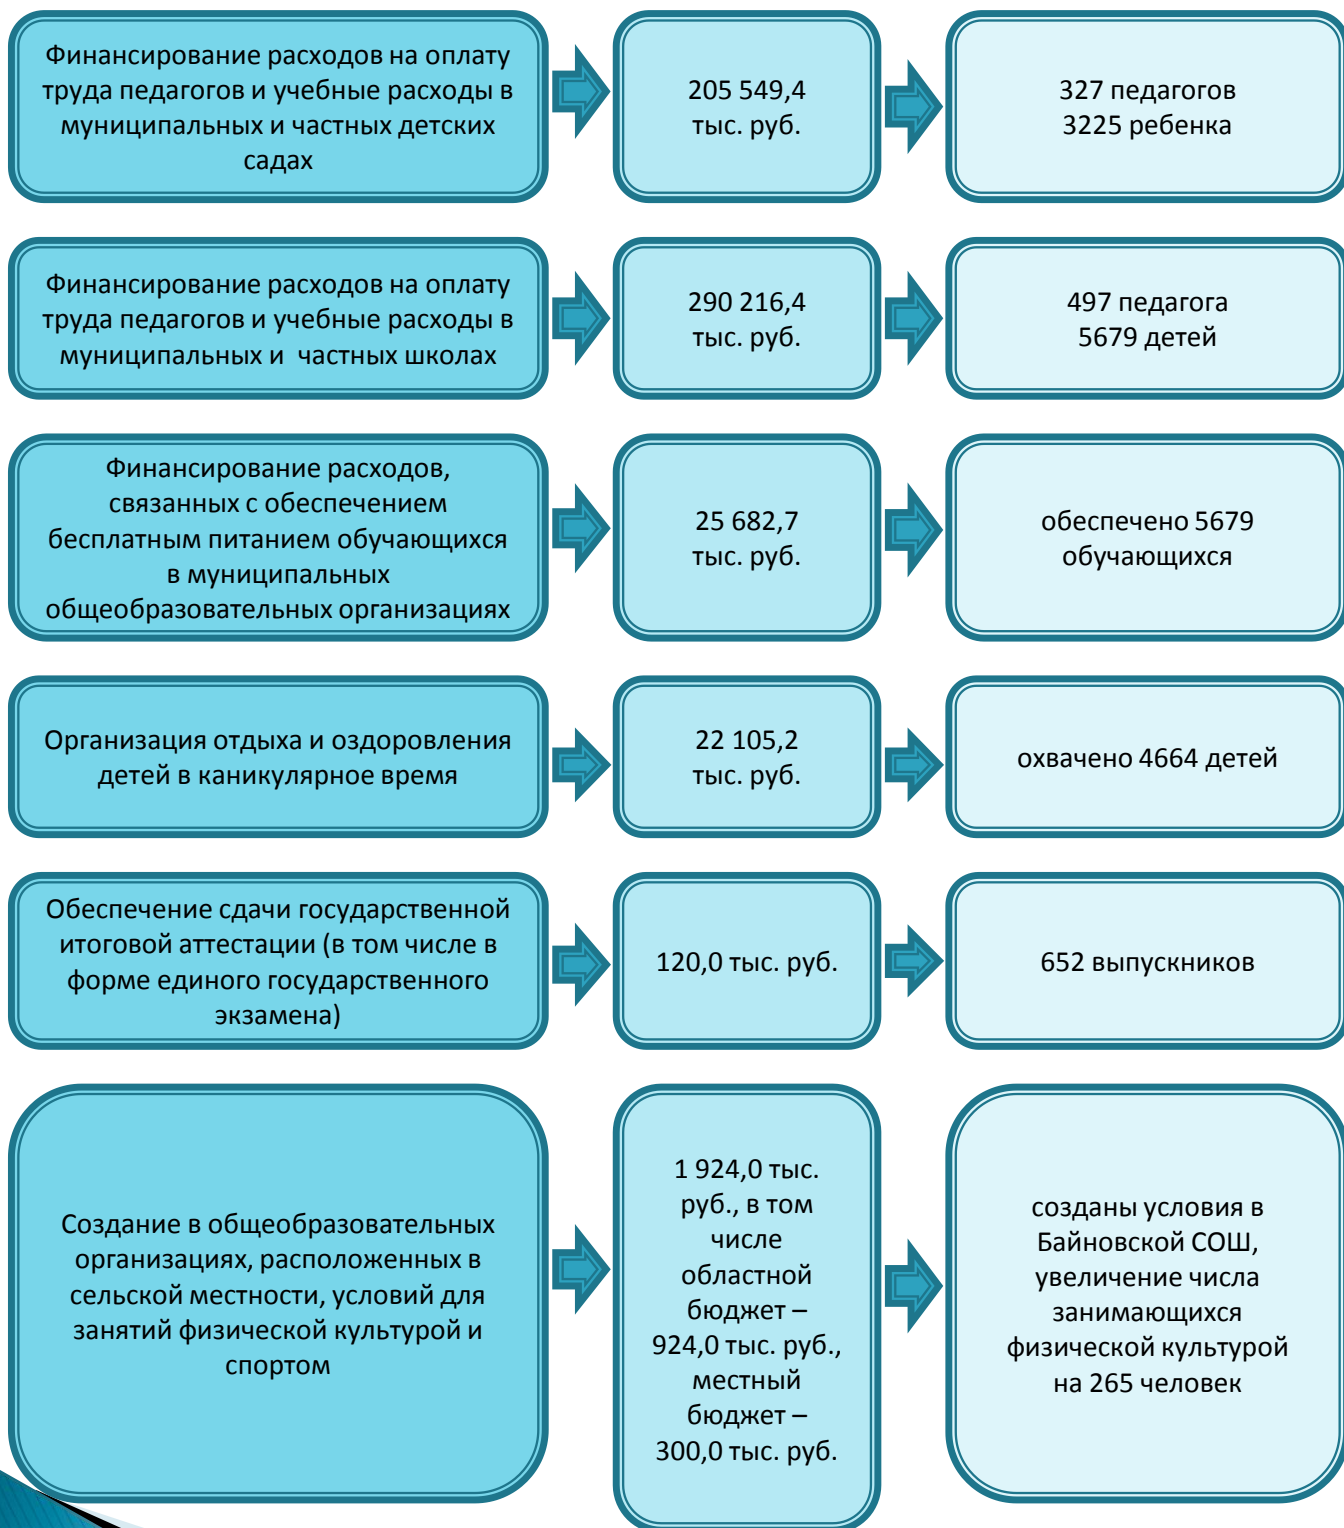 Финансирование расходов на оплату
труда педагогов и учебные расходы в
муниципальных и частных детских
садах
205 549,4
тыс. руб.
327 педагогов
3225 ребенка
Финансирование расходов на оплату
труда педагогов и учебные расходы в
муниципальных и частных школах
290 216,4
тыс. руб.
497 педагога
5679 детей
Финансирование расходов,
связанных с обеспечением
бесплатным питанием обучающихся
в муниципальных
общеобразовательных организациях
25 682,7
тыс. руб.
обеспечено 5679
обучающихся
Организация отдыха и оздоровления
детей в каникулярное время
22 105,2
тыс. руб.
охвачено 4664 детей
Обеспечение сдачи государственной
итоговой аттестации (в том числе в
форме единого государственного
экзамена)
120,0 тыс. руб.
652 выпускников
Создание в общеобразовательных
организациях, расположенных в
сельской местности, условий для
занятий физической культурой и
спортом
1 924,0 тыс.
руб., в том
числе
областной
бюджет –
924,0 тыс. руб.,
местный
бюджет –
300,0 тыс. руб.
созданы условия в
Байновской СОШ,
увеличение числа
занимающихся
физической культурой
на 265 человек